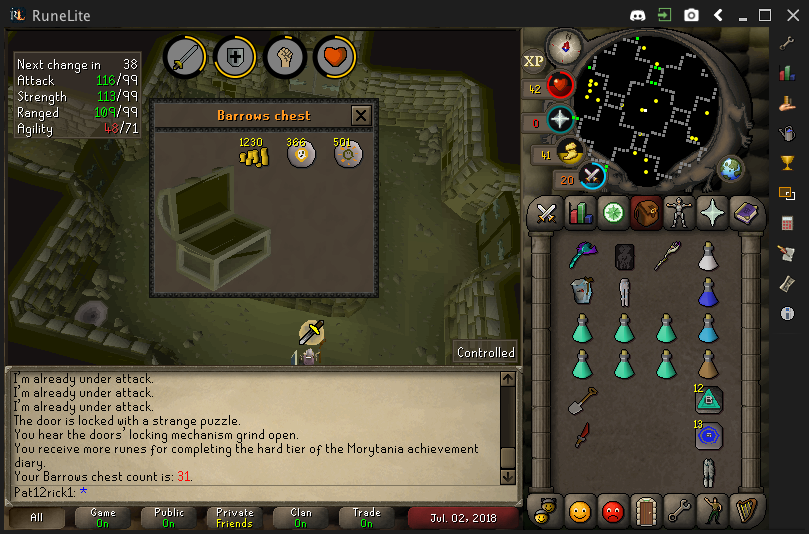 RuneLite
Next change in 38
Attack 116/99
Strength 113/99
Ranged 109/99
Agility 48/71
Barrows chest
1230 366 501
XP
42
0
41
20
Controlled
I'm already under attack.
I'm already under attack.
I'm already under attack.
The door is locked with a strange puzzle.
You hear the doors' locking mechanism grind open.
You receive more runes for completing the hard tier of the Morytania achievement
diary.
Your Barrows chest count is: 31.
Pat12rick1: *
12
B
13
All
Game
On
Public
On
Private
Friends
Clan
On
Trade
On
Jul. 02, 2018